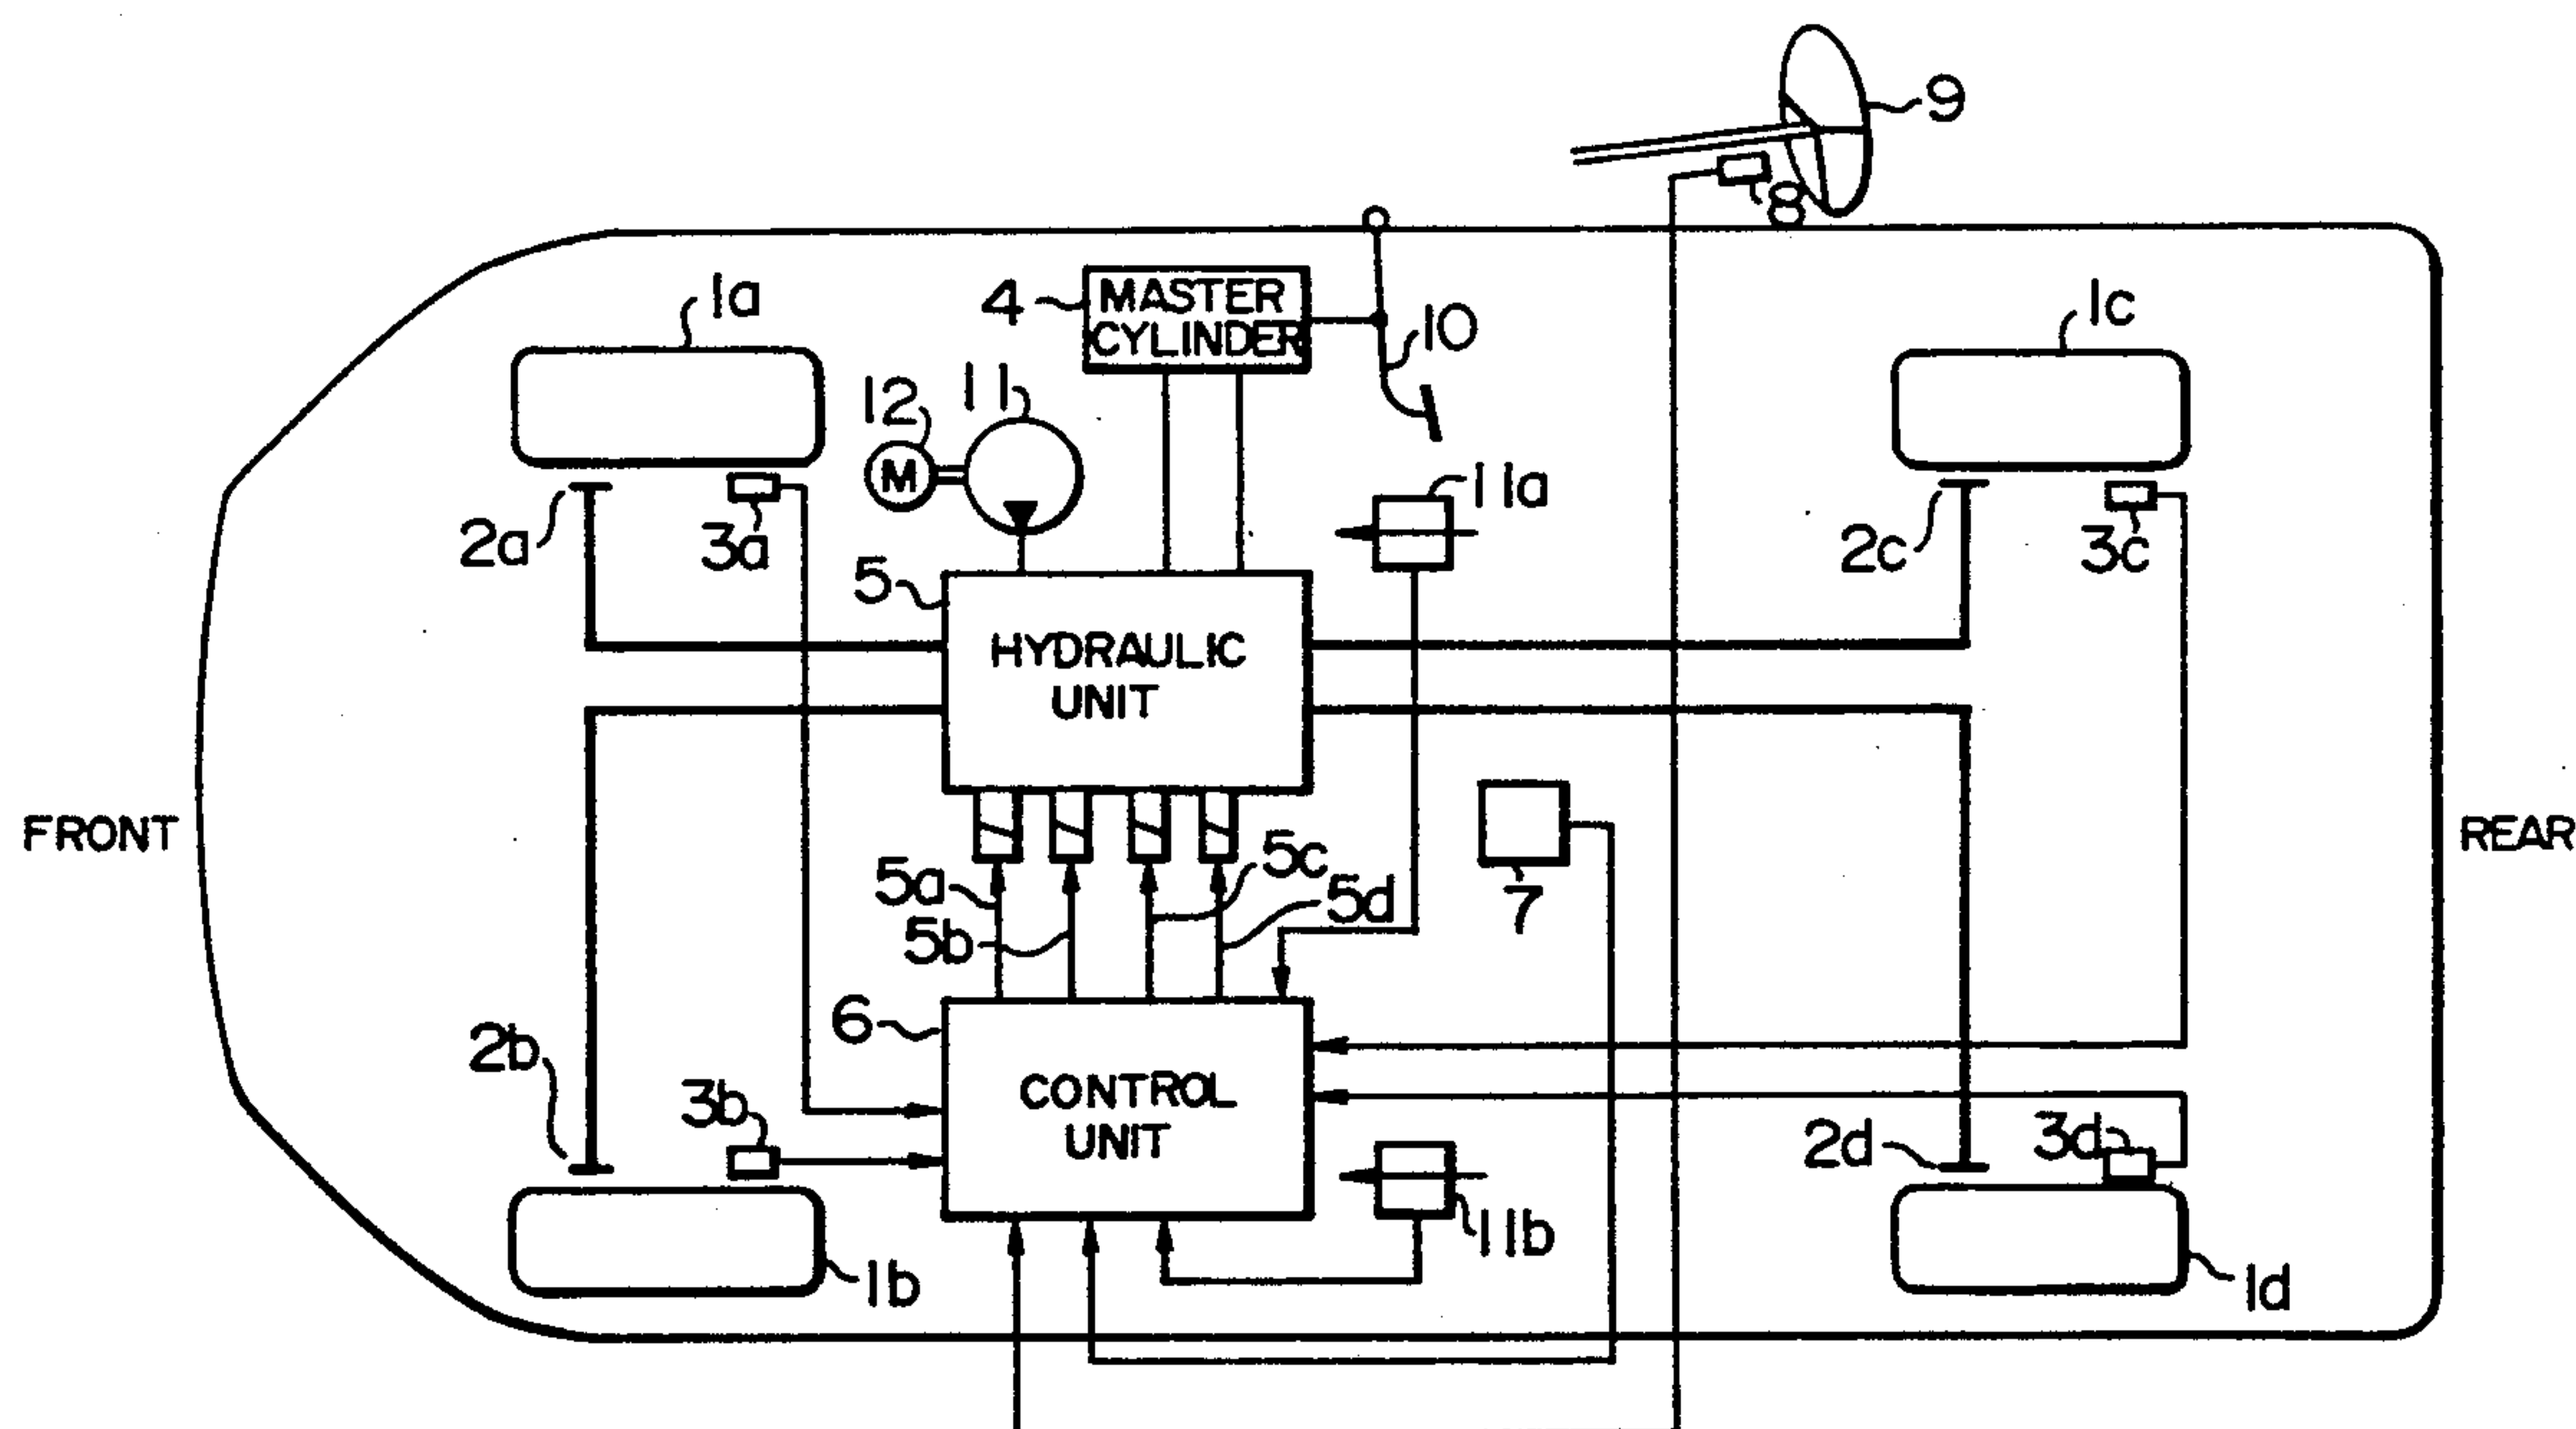 9
8
1a
4
MASTER
CYLINDER
10
1c
12
11
M
11a
2a
3a
2c
3c
5
HYDRAULIC
UNIT
FRONT
REAR
5a
5c
5b
5d
7
6
2b
3b
CONTROL
UNIT
2d
3d
11b
1b
1d